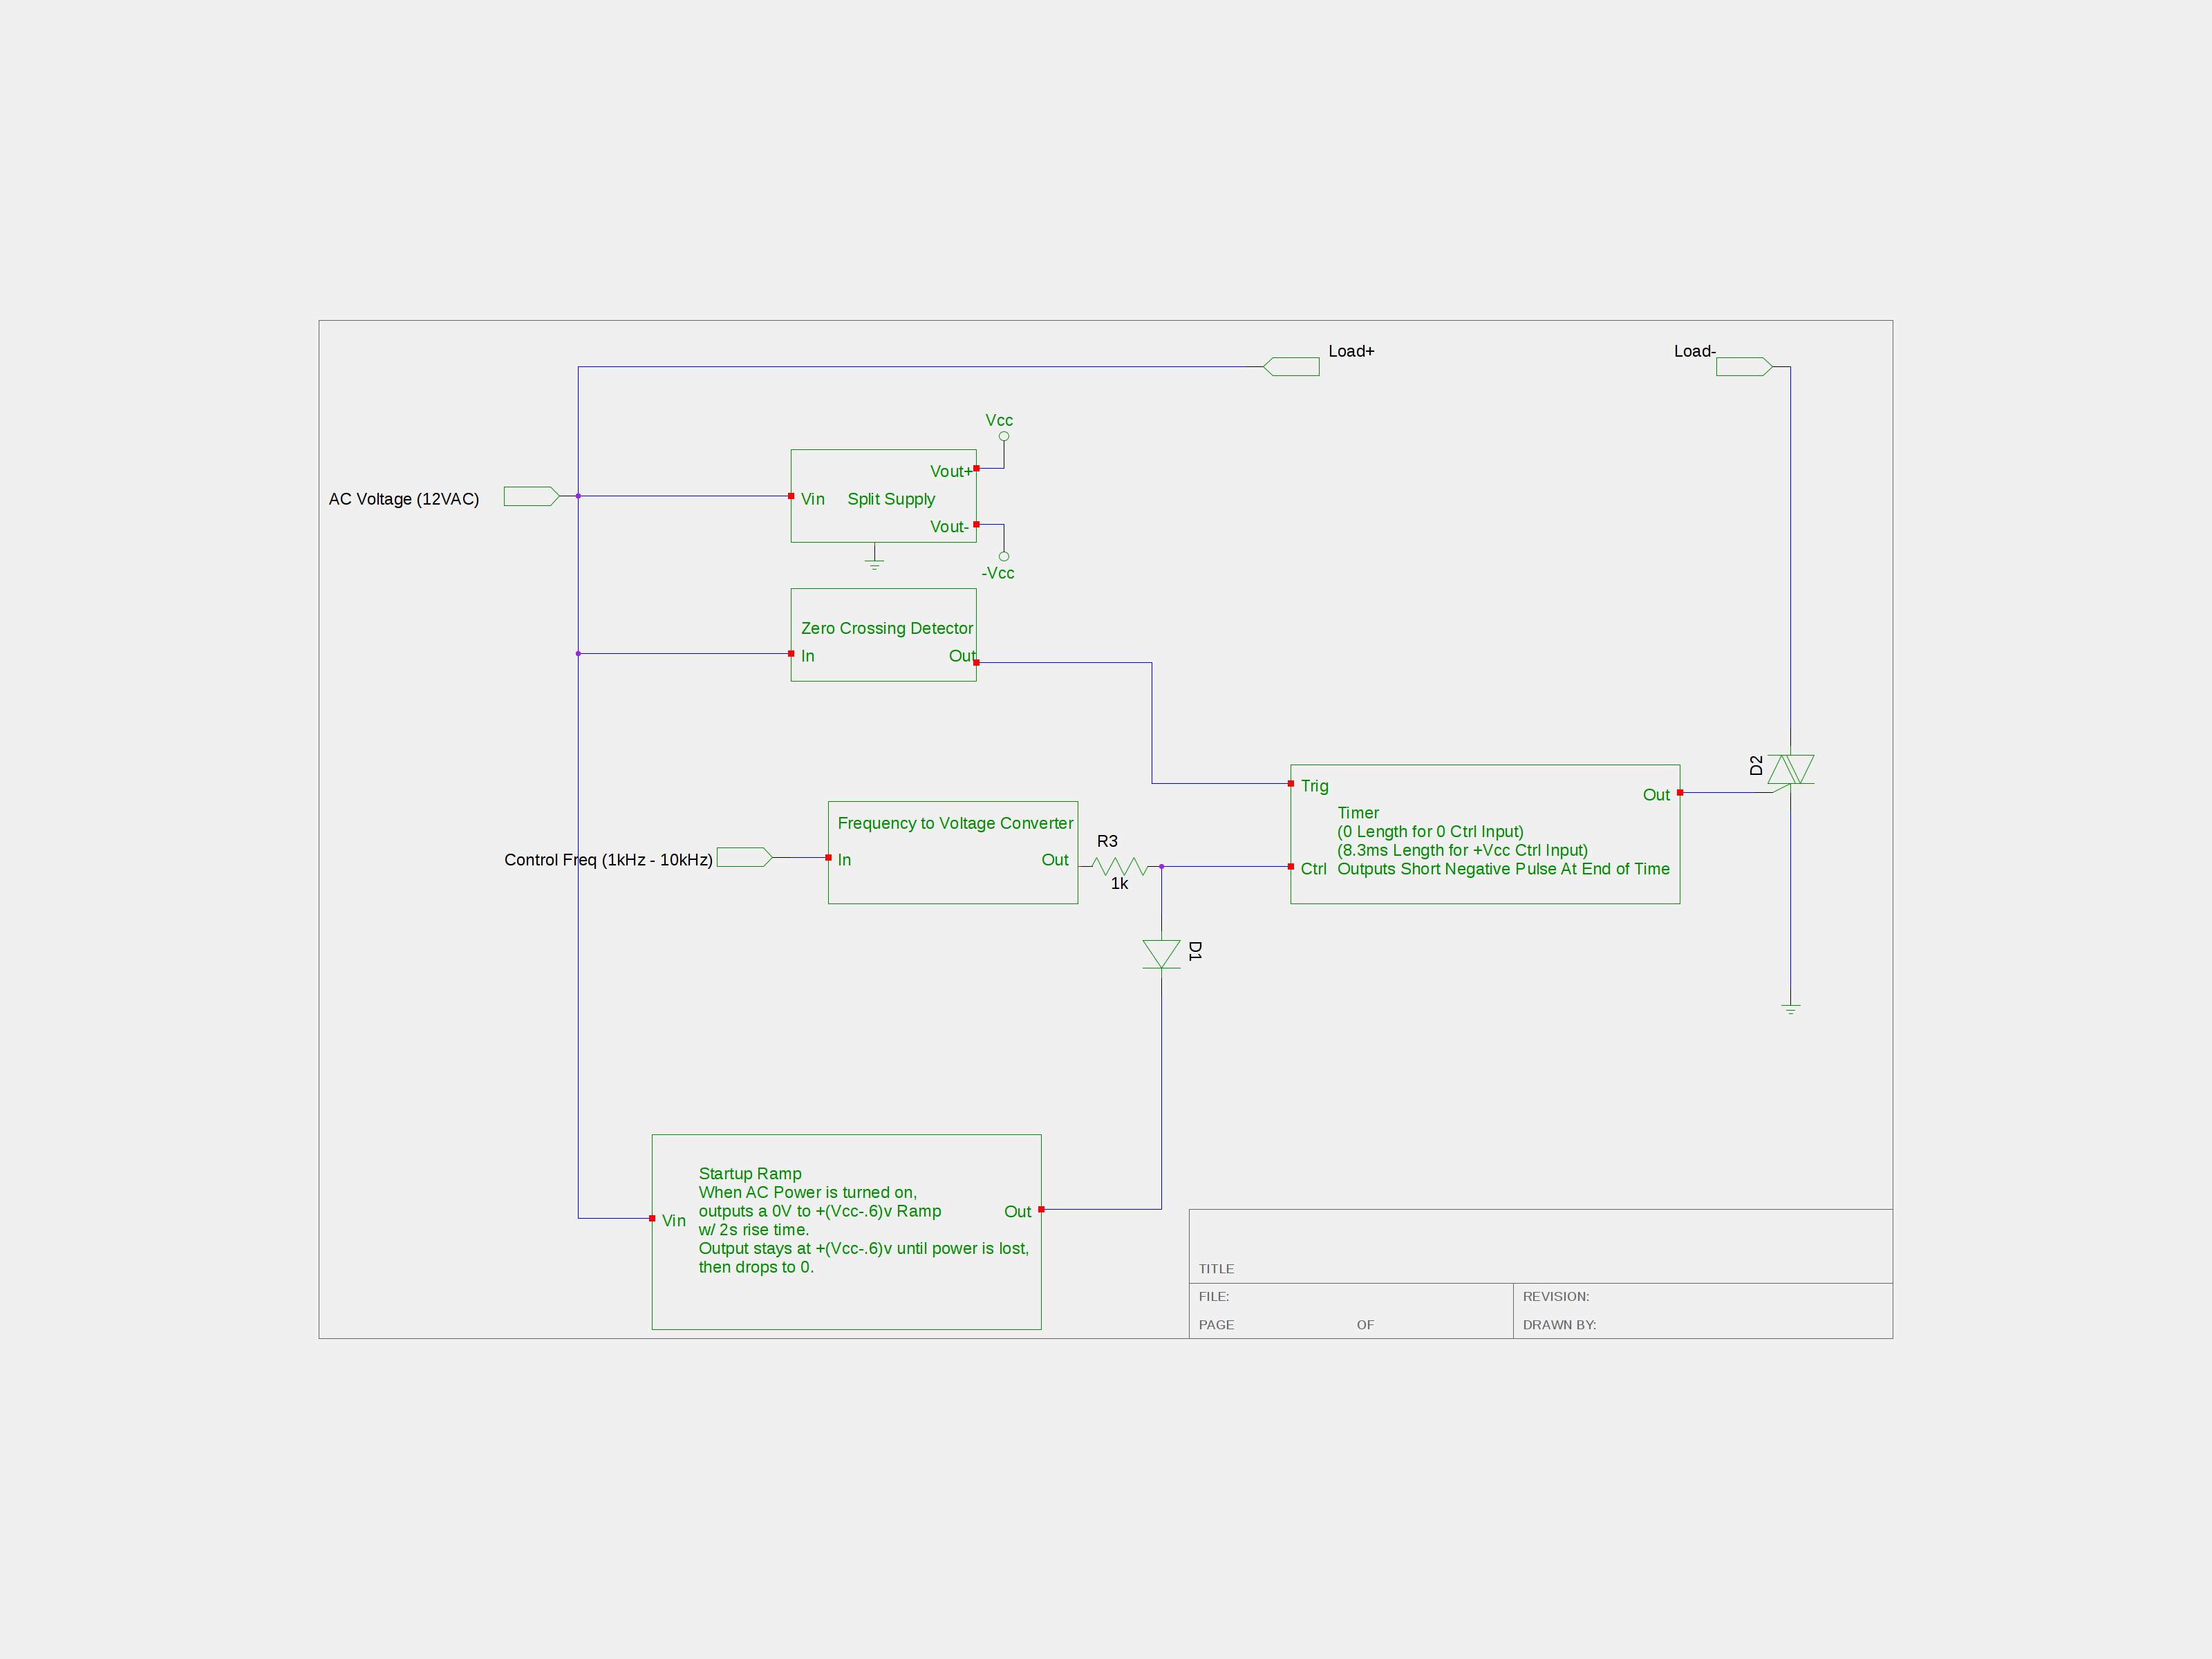 Load+
Load-
Vcc
Vout+
AC Voltage (12VAC)
Vin
Split Supply
Vout-
-Vcc
Zero Crossing Detector
In
Out
D2
Trig
Out
Timer
(0 Length for 0 Ctrl Input)
(8.3ms Length for +Vcc Ctrl Input)
Ctrl
Outputs Short Negative Pulse At End of Time
Frequency to Voltage Converter
R3
Control Freq (1kHz - 10kHz)
In
Out
1k
D1
Startup Ramp
When AC Power is turned on,
outputs a 0V to +(Vcc-.6)v Ramp
Out
Vin
w/ 2s rise time.
Output stays at +(Vcc-.6)v until power is lost,
then drops to 0.
TITLE
FILE:
REVISION:
PAGE
OF
DRAWN BY: